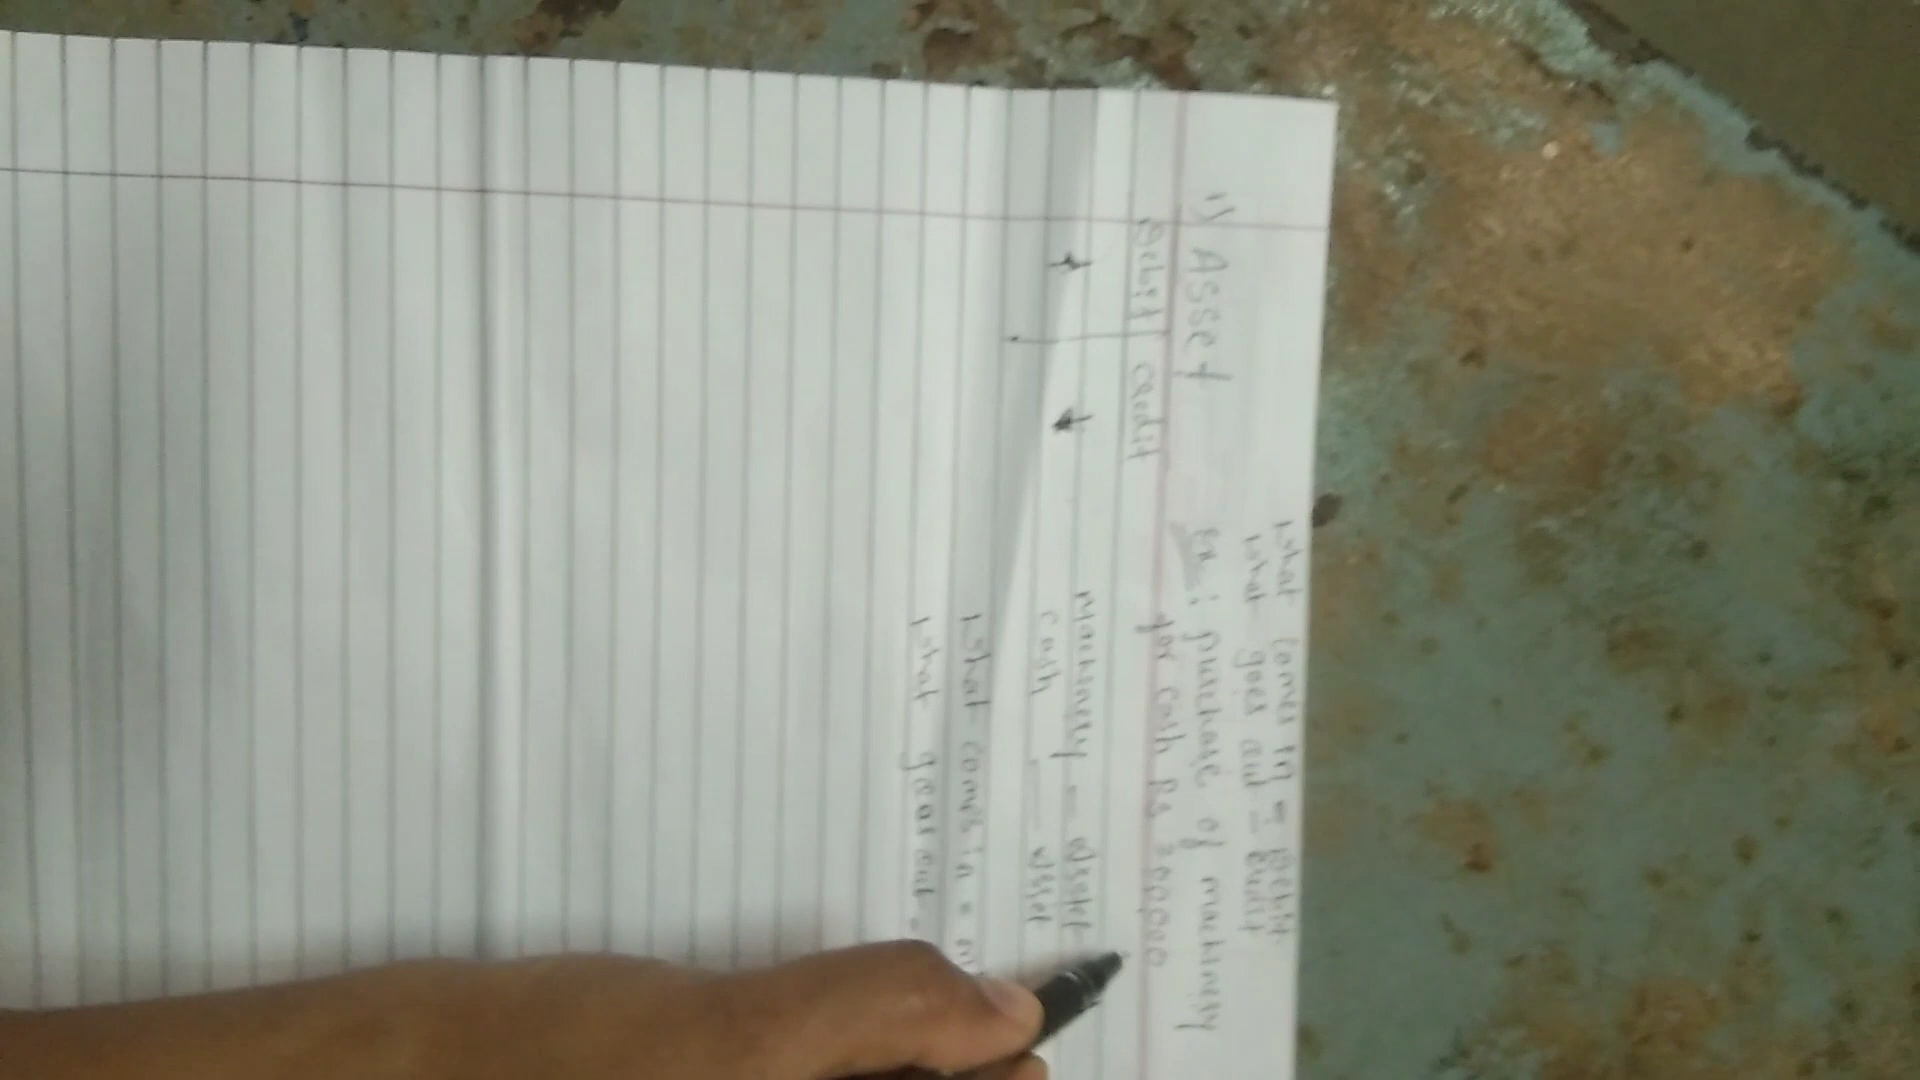 What comes in = Debit
What goes out = Credit
1) Asset
Ex: purchase of machinery
Debit credit
for cash Rs 200000
Machinery - Asset
Cash - Asset
What comes in =
What goes out =